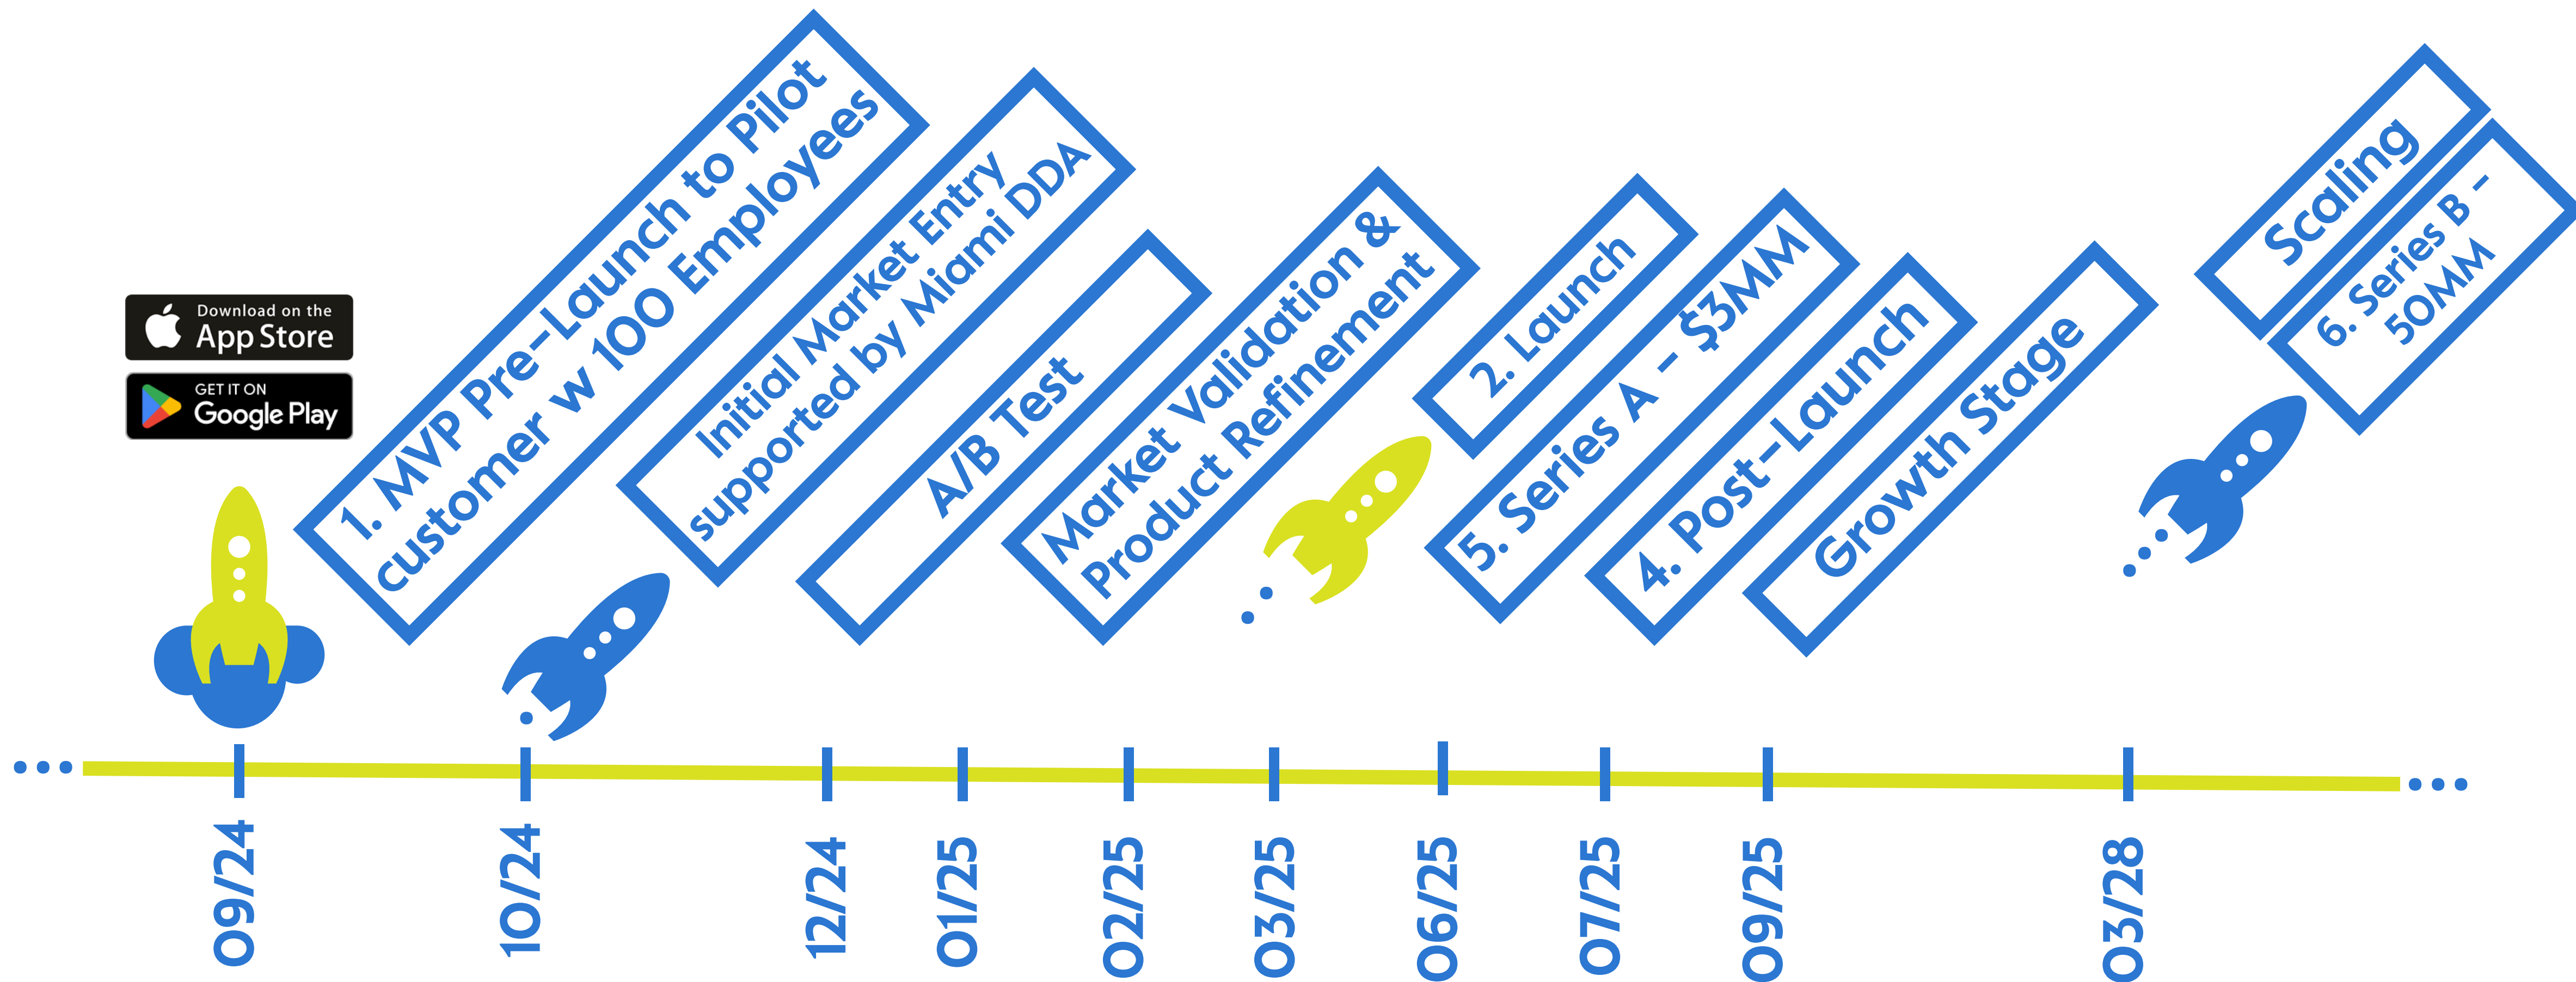 Download on the
App Store
GET IT ON
Google Play
1. MVP Pre-Launch to Pilot
customer w 100 Employees
Initial Market Entry
supported by Miami DDA
A/B Test
Market Validation &
Product Refinement
2. Launch
5. Series A - $3MM
4. Post-Launch
Growth Stage
Scaling
6. Series B -
50MM
09/24
10/24
12/24
01/25
02/25
03/25
06/25
07/25
09/25
03/28